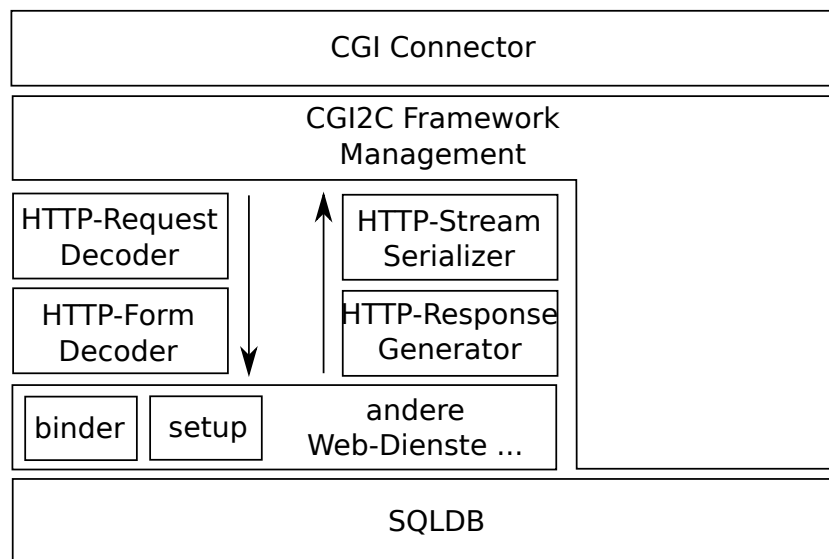 CGI Connector
CGI2C Framework
Management
HTTP-Request
Decoder
HTTP-Stream
Serializer
HTTP-Form
Decoder
HTTP-Response
Generator
binder
setup
andere
Web-Dienste ...
SQLDB